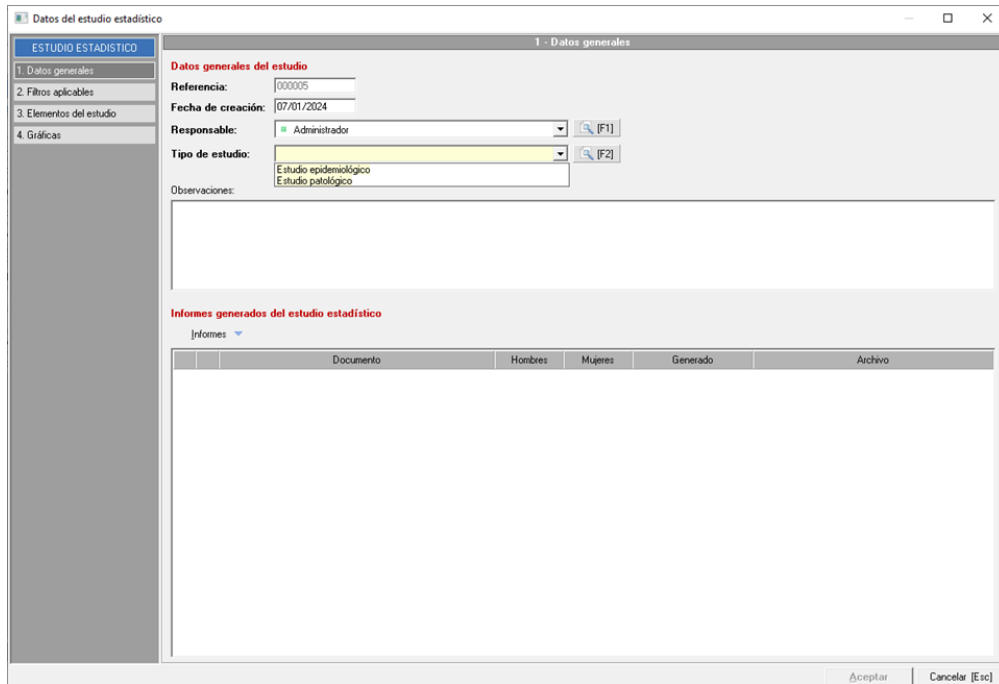 Datos del estudio estadístico
ESTUDIO ESTADISTICO
1. Datos generales
2. Filtros aplicables
3. Elementos del estudio
4. Gráficas
1 - Datos generales
Datos generales del estudio
Referencia: 000005
Fecha de creación: 07/01/2024
Responsable: Administrador [F1]
Tipo de estudio: [F2]
Estudio epidemiológico
Estudio patológico
Observaciones:
Informes generados del estudio estadístico
Informes
Documento Hombres Mujeres Generado Archivo
Aceptar Cancelar [Esc]